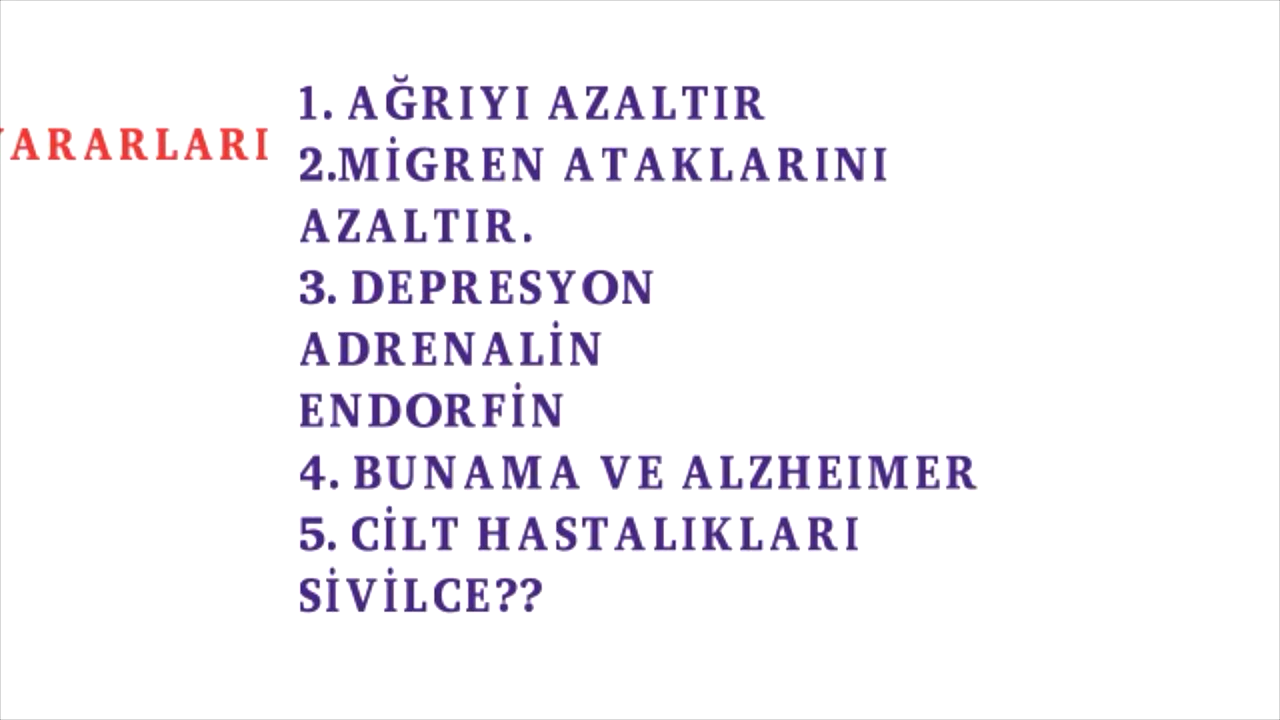 ARARLARI
1. AĞRIYI AZALTIR
2.MİGREN ATAKLARINI
AZALTIR.
3. DEPRESYON
ADRENALİN
ENDORFİN
4. BUNAMA VE ALZHEIMER
5. CİLT HASTALIKLARI
SİVİLCE??